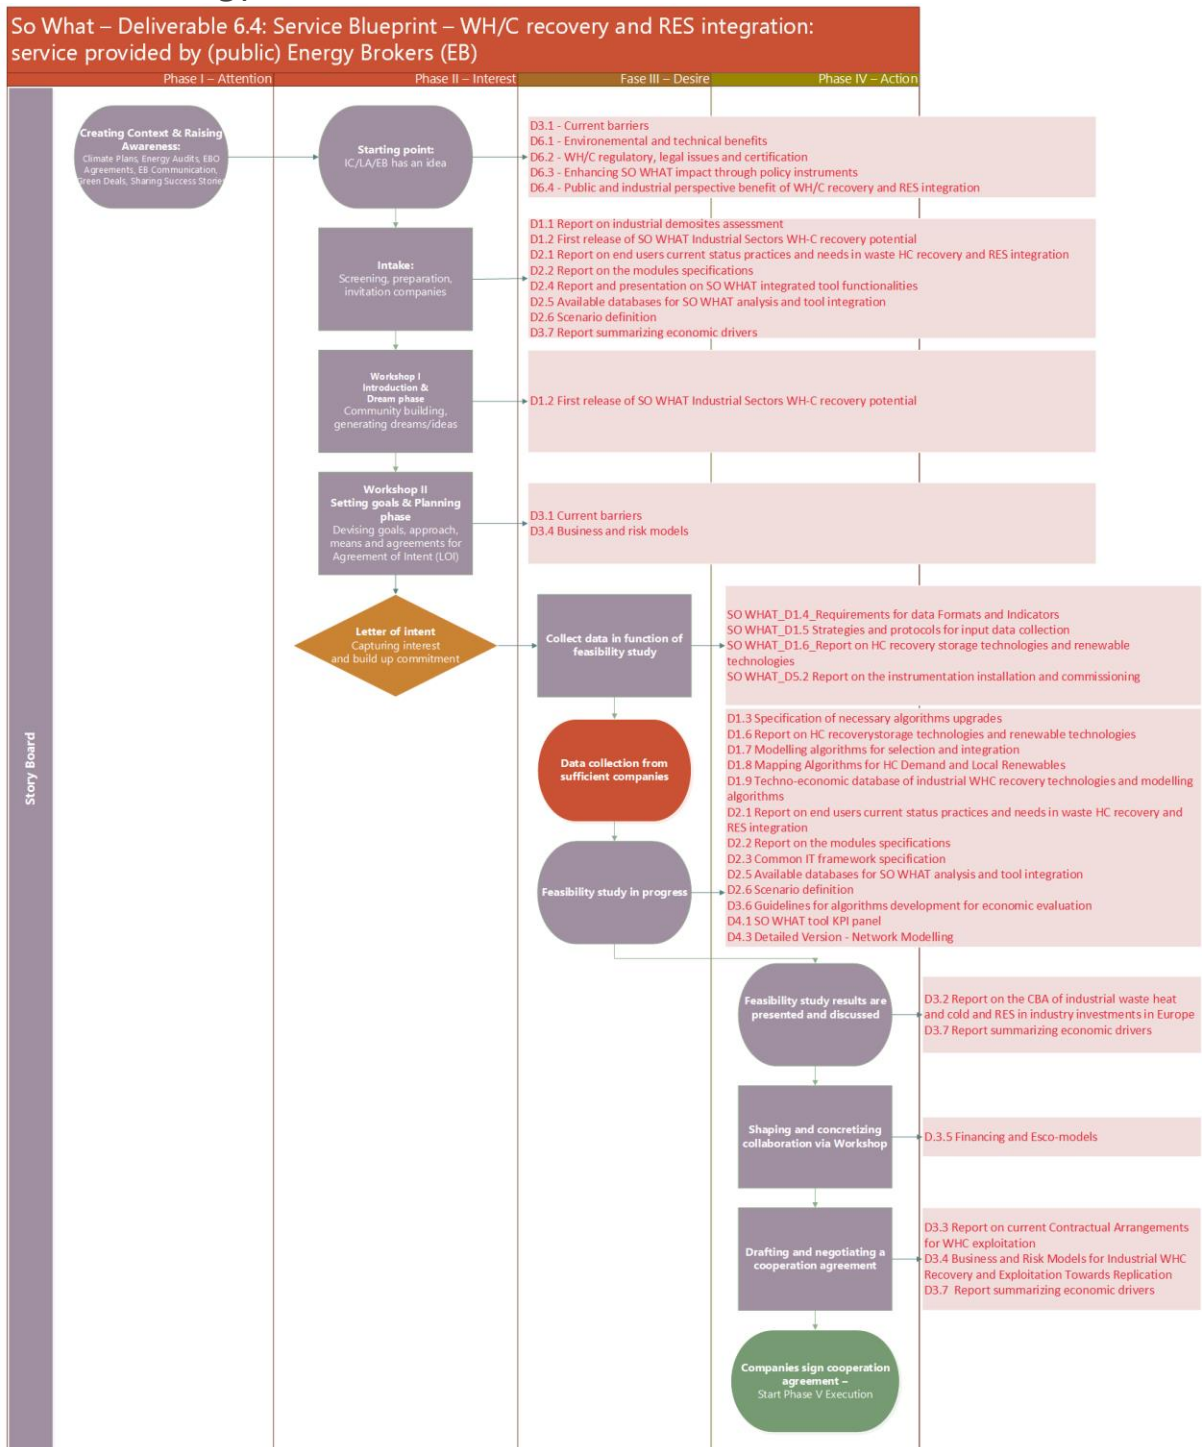 So What – Deliverable 6.4: Service Blueprint – WH/C recovery and RES integration:
service provided by (public) Energy Brokers (EB)
Phase I – Attention
Phase II – Interest
Fase III – Desire
Phase IV – Action
Story Board
Creating Context & Raising
Awareness:
Climate Plans, Energy Audits, EBO
Agreements, EB Communication,
Green Deals, Sharing Success Stories
Starting point:
IC/LA/EB has an idea
D3.1 - Current barriers
D6.1 - Environemental and technical benefits
D6.2 - WH/C regulatory, legal issues and certification
D6.3 - Enhancing SO WHAT impact through policy instruments
D6.4 - Public and industrial perspective benefit of WH/C recovery and RES integration
Intake:
Screening, preparation,
invitation companies
D1.1 Report on industrial demosites assessment
D1.2 First release of SO WHAT Industrial Sectors WH-C recovery potential
D2.1 Report on end users current status practices and needs in waste HC recovery and RES integration
D2.2 Report on the modules specifications
D2.4 Report and presentation on SO WHAT integrated tool functionalities
D2.5 Available databases for SO WHAT analysis and tool integration
D2.6 Scenario definition
D3.7 Report summarizing economic drivers
Workshop I
Introduction &
Dream phase
Community building,
generating dreams/ideas
D1.2 First release of SO WHAT Industrial Sectors WH-C recovery potential
Workshop II
Setting goals & Planning
phase
Devising goals, approach,
means and agreements for
Agreement of Intent (LOI)
D3.1 Current barriers
D3.4 Business and risk models
Letter of intent
Capturing interest
and build up commitment
Collect data in function of
feasibility study
SO WHAT_D1.4_Requirements for data Formats and Indicators
SO WHAT_D1.5 Strategies and protocols for input data collection
SO WHAT_D1.6_Report on HC recovery storage technologies and renewable
technologies
SO WHAT_D5.2 Report on the instrumentation installation and commissioning
Data collection from
sufficient companies
Feasibility study in progress
D1.3 Specification of necessary algorithms upgrades
D1.6 Report on HC recoverystorage technologies and renewable technologies
D1.7 Modelling algorithms for selection and integration
D1.8 Mapping Algorithms for HC Demand and Local Renewables
D1.9 Techno-economic database of industrial WHC recovery technologies and modelling
algorithms
D2.1 Report on end users current status practices and needs in waste HC recovery and
RES integration
D2.2 Report on the modules specifications
D2.3 Common IT framework specification
D2.5 Available databases for SO WHAT analysis and tool integration
D2.6 Scenario definition
D3.6 Guidelines for algorithms development for economic evaluation
D4.1 SO WHAT tool KPI panel
D4.3 Detailed Version - Network Modelling
Feasibility study results are
presented and discussed
D3.2 Report on the CBA of industrial waste heat
and cold and RES in industry investments in Europe
D3.7 Report summarizing economic drivers
Shaping and concretizing
collaboration via Workshop
D.3.5 Financing and Esco-models
Drafting and negotiating a
cooperation agreement
D3.3 Report on current Contractual Arrangements
for WHC exploitation
D3.4 Business and Risk Models for Industrial WHC
Recovery and Exploitation Towards Replication
D3.7 Report summarizing economic drivers
Companies sign cooperation
agreement –
Start Phase V Execution